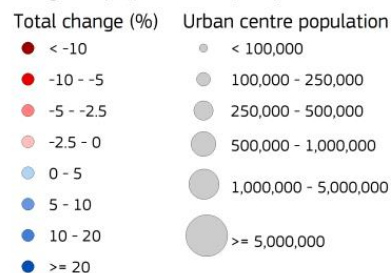 Total change (%)
< -10
-10 - -5
-5 - -2.5
-2.5 - 0
0 - 5
5 - 10
10 - 20
>= 20
Urban centre population
< 100,000
100,000 - 250,000
250,000 - 500,000
500,000 - 1,000,000
1,000,000 - 5,000,000
>= 5,000,000